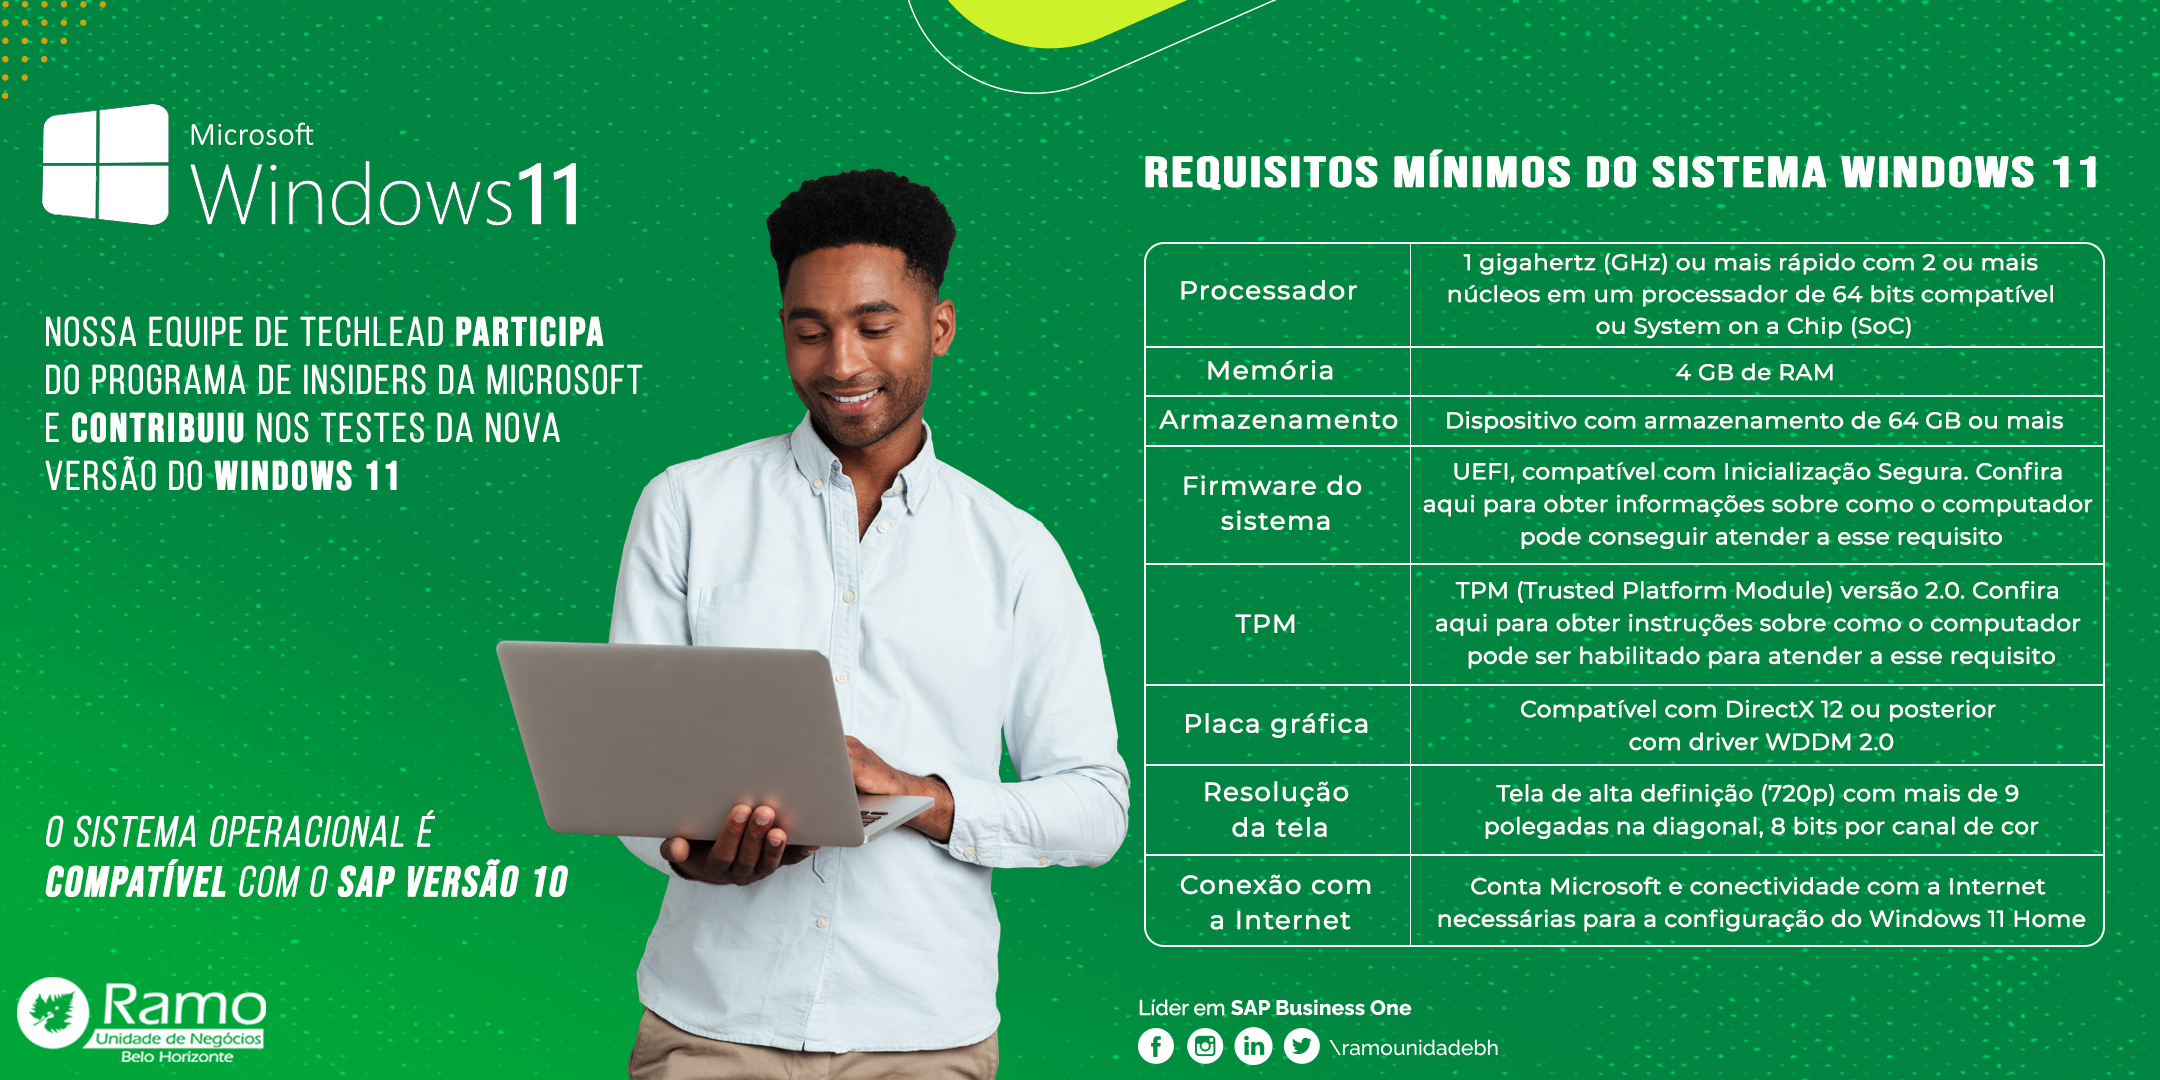 Microsoft
Windows11
NOSSA EQUIPE DE TECHLEAD PARTICIPA
DO PROGRAMA DE INSIDERS DA MICROSOFT
E CONTRIBUIU NOS TESTES DA NOVA
VERSÃO DO WINDOWS 11
O SISTEMA OPERACIONAL É
COMPATÍVEL COM O SAP VERSÃO 10
Ramo
Unidade de Negócios
Belo Horizonte
REQUISITOS MÍNIMOS DO SISTEMA WINDOWS 11
Processador
1 gigahertz (GHz) ou mais rápido com 2 ou mais
núcleos em um processador de 64 bits compatível
ou System on a Chip (SoC)
Memória
4 GB de RAM
Armazenamento
Dispositivo com armazenamento de 64 GB ou mais
Firmware do
sistema
UEFI, compatível com Inicialização Segura. Confira
aqui para obter informações sobre como o computador
pode conseguir atender a esse requisito
TPM
TPM (Trusted Platform Module) versão 2.0. Confira
aqui para obter instruções sobre como o computador
pode ser habilitado para atender a esse requisito
Placa gráfica
Compatível com DirectX 12 ou posterior
com driver WDDM 2.0
Resolução
da tela
Tela de alta definição (720p) com mais de 9
polegadas na diagonal, 8 bits por canal de cor
Conexão com
a Internet
Conta Microsoft e conectividade com a Internet
necessárias para a configuração do Windows 11 Home
Líder em SAP Business One
\ramounidadebh